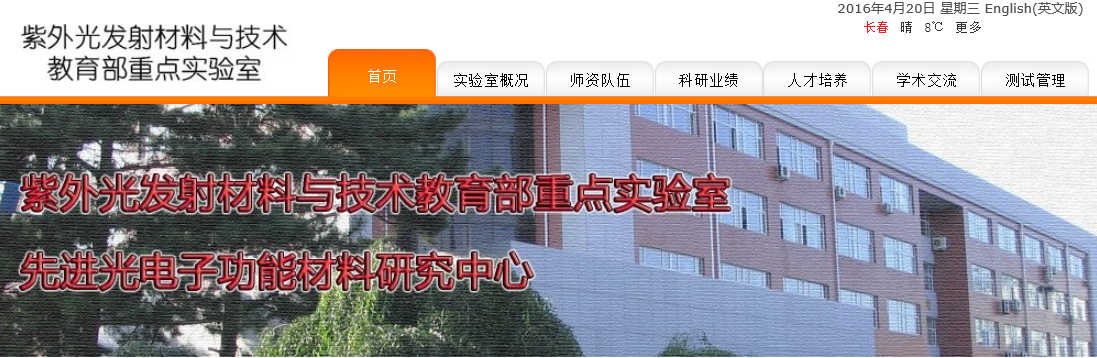 2016年4月20日 星期三 English(英文版)
长春 晴 8℃ 更多
紫外光发射材料与技术
教育部重点实验室
首页 实验室概况 师资队伍 科研业绩 人才培养 学术交流 测试管理
紫外光发射材料与技术教育部重点实验室
先进光电子功能材料研究中心